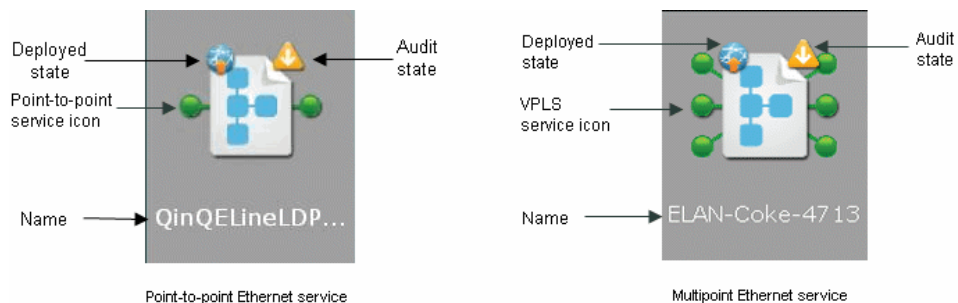 Deployed
state
Audit
state
Point-to-point
service icon
Name
QinQELineLDP...
Point-to-point Ethernet service
Deployed
state
Audit
state
VPLS
service icon
Name
ELAN-Coke-4713
Multipoint Ethernet service